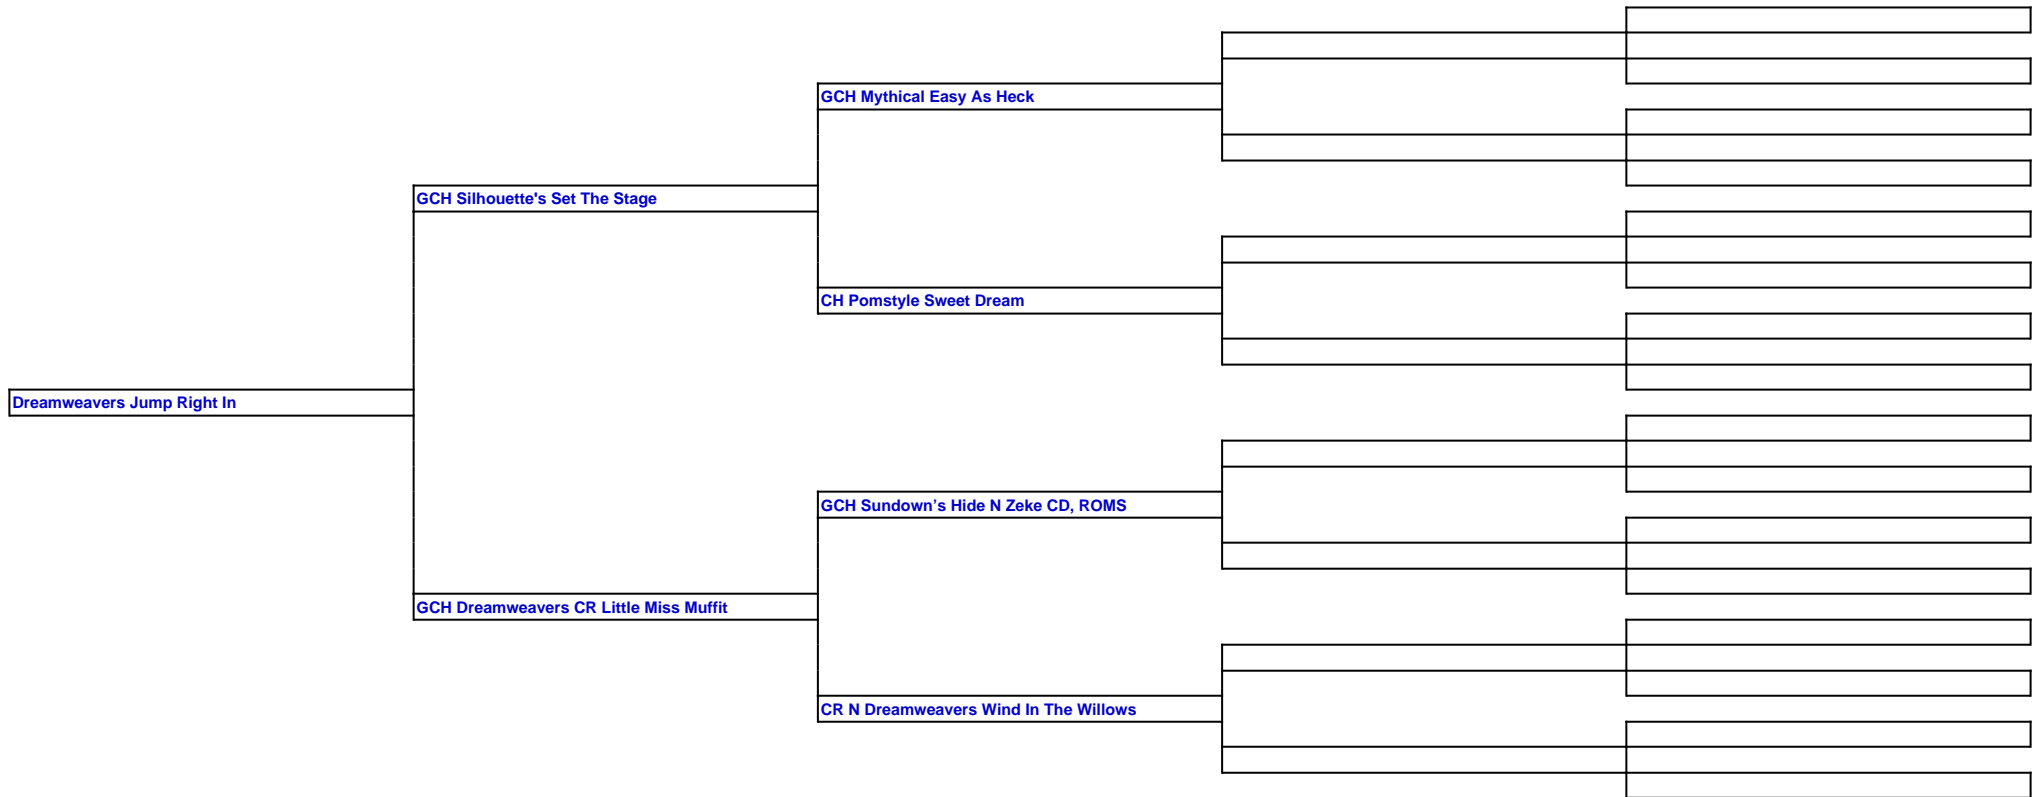 GCH Mythical Easy As Heck
GCH Silhouette's Set The Stage
CH Pomstyle Sweet Dream
Dreamweavers Jump Right In
GCH Sundown’s Hide N Zeke CD, ROMS
GCH Dreamweavers CR Little Miss Muffit
CR N Dreamweavers Wind In The Willows